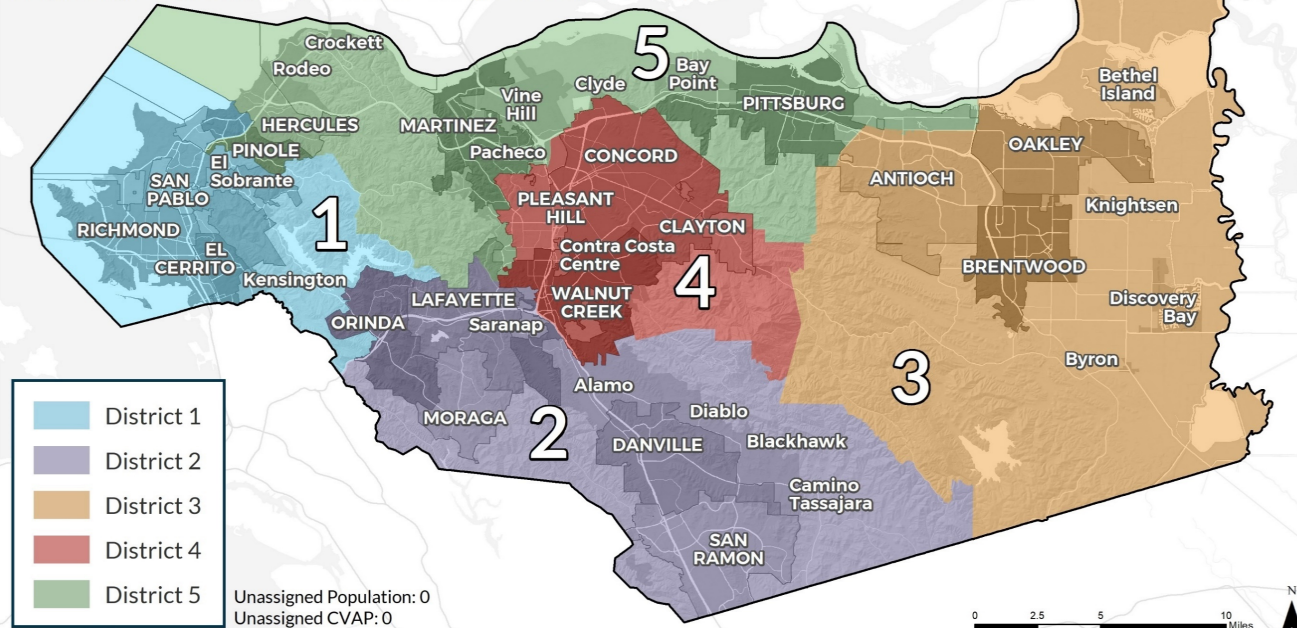 Crockett
Rodeo
5
Bay
Point
Clyde
Vine
Hill
HERCULES
MARTINEZ
PITTSBURG
Bethel
Island
PINOLE
Pacheco
CONCORD
OAKLEY
El
Sobrante
SAN
PABLO
ANTIOCH
PLEASANT
HILL
Knightsen
1
RICHMOND
CLAYTON
EL
CERRITO
Contra Costa
Centre
BRENTWOOD
Kensington
4
LAFAYETTE
WALNUT
CREEK
Discovery
Bay
ORINDA
Saranap
Byron
3
Alamo
MORAGA
2
Diablo
DANVILLE
Blackhawk
Camino
Tassajara
SAN
RAMON
District 1
District 2
District 3
District 4
District 5
Unassigned Population: 0
Unassigned CVAP: 0
N
0 2.5 5 10
Miles